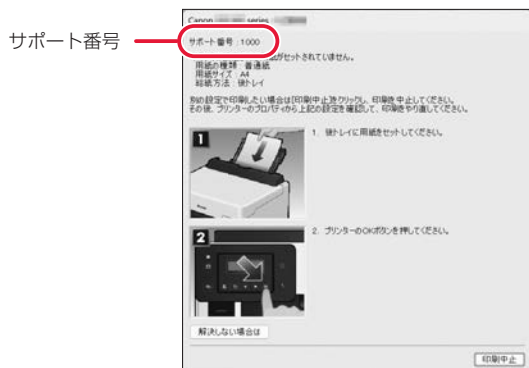 Canon series
サポート番号
サポート番号 : 1000
紙がセットされていません。
用紙の種類 : 普通紙
用紙サイズ : A4
給紙方法 : 後トレイ
別の設定で印刷したい場合は[印刷中止]をクリックし、印刷を中止してください。
その後、プリンターのプロパティから上記の設定を確認して、印刷をやり直してください。
1
1. 後トレイに用紙をセットしてください。
2
2. プリンターのOKボタンを押してください。
解決しない場合は
印刷中止